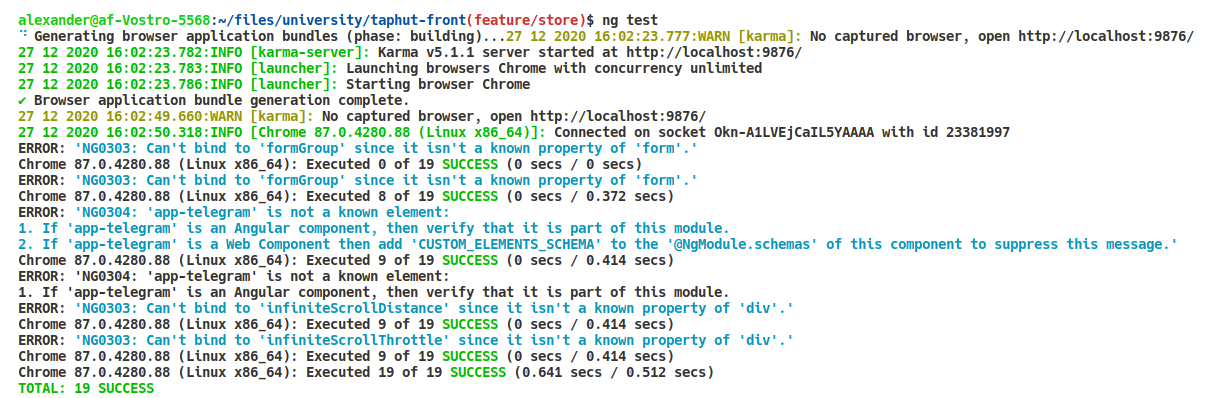 alexander@af-Vostro-5568:~/files/university/taphut-front(feature/store)$ ng test
⠙ Generating browser application bundles (phase: building)...27 12 2020 16:02:23.777:WARN [karma]: No captured browser, open http://localhost:9876/
27 12 2020 16:02:23.782:INFO [karma-server]: Karma v5.1.1 server started at http://localhost:9876/
27 12 2020 16:02:23.783:INFO [launcher]: Launching browsers Chrome with concurrency unlimited
27 12 2020 16:02:23.786:INFO [launcher]: Starting browser Chrome
✔ Browser application bundle generation complete.
27 12 2020 16:02:49.660:WARN [karma]: No captured browser, open http://localhost:9876/
27 12 2020 16:02:50.318:INFO [Chrome 87.0.4280.88 (Linux x86_64)]: Connected on socket Okn-A1LVEjCaIL5YAAAA with id 23381997
ERROR: 'NG0303: Can't bind to 'formGroup' since it isn't a known property of 'form'.'
Chrome 87.0.4280.88 (Linux x86_64): Executed 0 of 19 SUCCESS (0 secs / 0 secs)
ERROR: 'NG0303: Can't bind to 'formGroup' since it isn't a known property of 'form'.'
Chrome 87.0.4280.88 (Linux x86_64): Executed 8 of 19 SUCCESS (0 secs / 0.372 secs)
ERROR: 'NG0304: 'app-telegram' is not a known element:
1. If 'app-telegram' is an Angular component, then verify that it is part of this module.
2. If 'app-telegram' is a Web Component then add 'CUSTOM_ELEMENTS_SCHEMA' to the '@NgModule.schemas' of this component to suppress this message.'
Chrome 87.0.4280.88 (Linux x86_64): Executed 9 of 19 SUCCESS (0 secs / 0.414 secs)
ERROR: 'NG0304: 'app-telegram' is not a known element:
1. If 'app-telegram' is an Angular component, then verify that it is part of this module.
ERROR: 'NG0303: Can't bind to 'infiniteScrollDistance' since it isn't a known property of 'div'.'
Chrome 87.0.4280.88 (Linux x86_64): Executed 9 of 19 SUCCESS (0 secs / 0.414 secs)
ERROR: 'NG0303: Can't bind to 'infiniteScrollThrottle' since it isn't a known property of 'div'.'
Chrome 87.0.4280.88 (Linux x86_64): Executed 9 of 19 SUCCESS (0 secs / 0.414 secs)
Chrome 87.0.4280.88 (Linux x86_64): Executed 19 of 19 SUCCESS (0.641 secs / 0.512 secs)
TOTAL: 19 SUCCESS